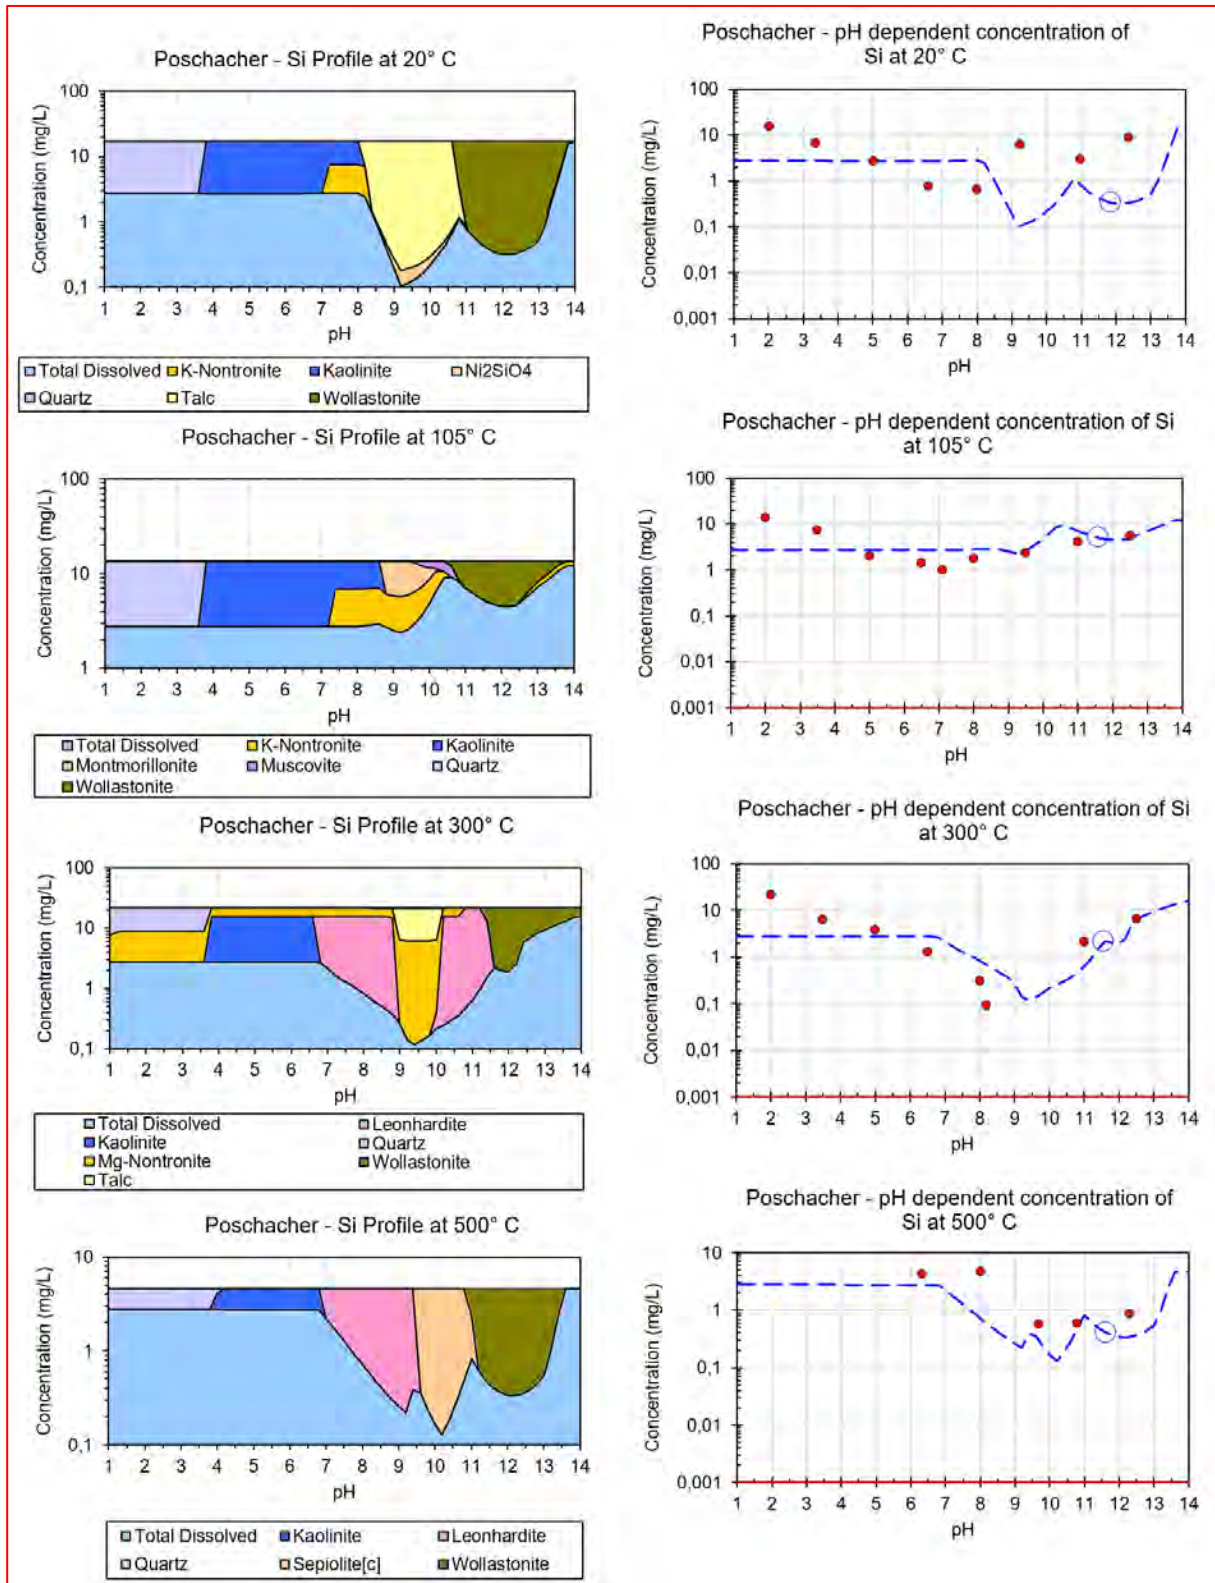 Poschacher - Si Profile at 20° C
Concentration (mg/L)
100
10
1
0,1
1 2 3 4 5 6 7 8 9 10 11 12 13 14
pH
Total Dissolved K-Nontronite Kaolinite Ni2SiO4
Quartz Talc Wollastonite
Poschacher - pH dependent concentration of
Si at 20° C
Concentration (mg/L)
100
10
1
0,1
0,01
0,001
1 2 3 4 5 6 7 8 9 10 11 12 13 14
pH
Poschacher - Si Profile at 105° C
Concentration (mg/L)
100
10
1
1 2 3 4 5 6 7 8 9 10 11 12 13 14
pH
Total Dissolved K-Nontronite Kaolinite
Montmorillonite Muscovite Quartz
Wollastonite
Poschacher - pH dependent concentration of Si
at 105° C
Concentration (mg/L)
100
10
1
0,1
0,01
0,001
1 2 3 4 5 6 7 8 9 10 11 12 13 14
pH
Poschacher - Si Profile at 300° C
Concentration (mg/L)
100
10
1
0,1
1 2 3 4 5 6 7 8 9 10 11 12 13 14
pH
Total Dissolved Leonhardite
Kaolinite Quartz
Mg-Nontronite Wollastonite
Talc
Poschacher - pH dependent concentration of Si
at 300° C
Concentration (mg/L)
100
10
1
0,1
0,01
0,001
1 2 3 4 5 6 7 8 9 10 11 12 13 14
pH
Poschacher - Si Profile at 500° C
Concentration (mg/L)
10
1
0,1
1 2 3 4 5 6 7 8 9 10 11 12 13 14
pH
Total Dissolved Kaolinite Leonhardite
Quartz Sepiolite[c] Wollastonite
Poschacher - pH dependent concentration of
Si at 500° C
Concentration (mg/L)
10
1
0,1
0,01
0,001
1 2 3 4 5 6 7 8 9 10 11 12 13 14
pH